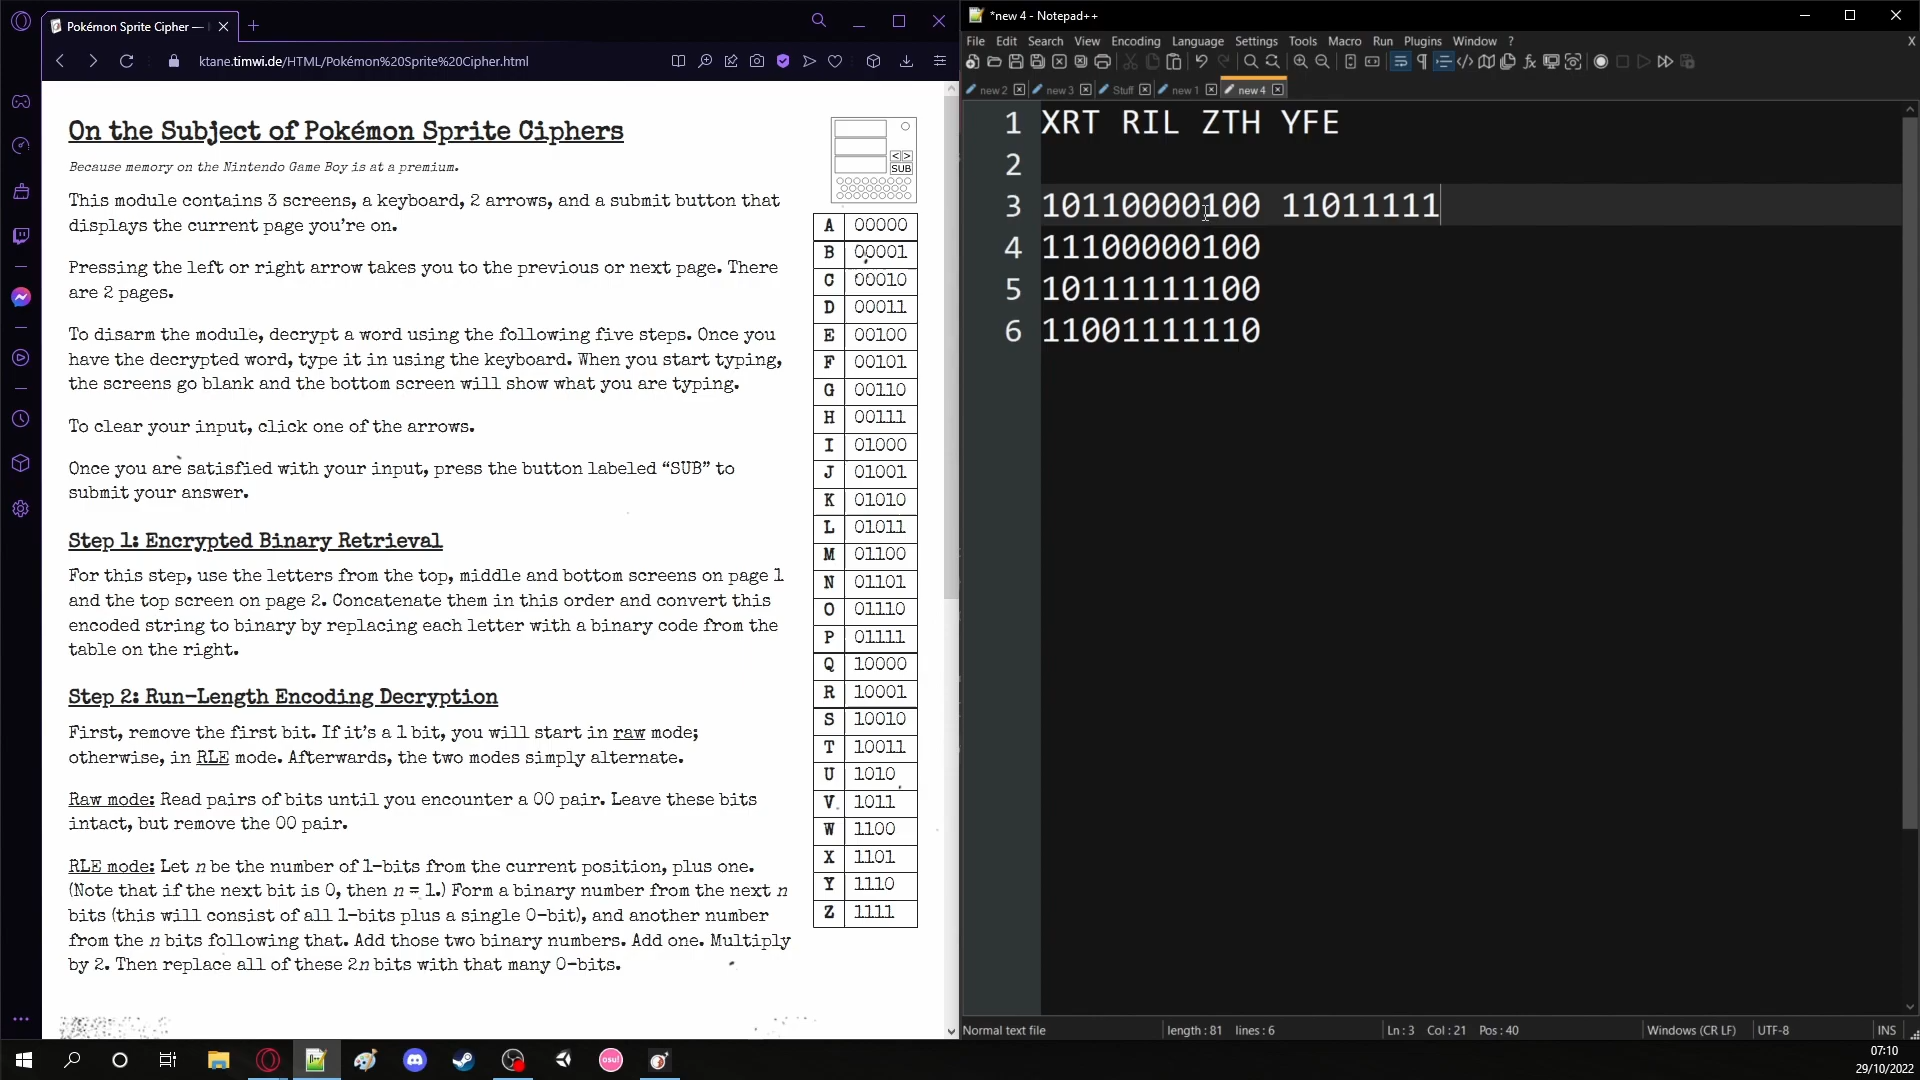 Pokémon Sprite Cipher —
ktane.timwi.de/HTML/Pokémon%20Sprite%20Cipher.html
On the Subject of Pokémon Sprite Ciphers
Because memory on the Nintendo Game Boy is at a premium.
This module contains 3 screens, a keyboard, 2 arrows, and a submit button that
displays the current page you’re on.
Pressing the left or right arrow takes you to the previous or next page. There
are 2 pages.
To disarm the module, decrypt a word using the following five steps. Once you
have the decrypted word, type it in using the keyboard. When you start typing,
the screens go blank and the bottom screen will show what you are typing.
To clear your input, click one of the arrows.
Once you are satisfied with your input, press the button labeled “SUB” to
submit your answer.
Step 1: Encrypted Binary Retrieval
For this step, use the letters from the top, middle and bottom screens on page 1
and the top screen on page 2. Concatenate them in this order and convert this
encoded string to binary by replacing each letter with a binary code from the
table on the right.
Step 2: Run-Length Encoding Decryption
First, remove the first bit. If it’s a 1 bit, you will start in raw mode;
otherwise, in RLE mode. Afterwards, the two modes simply alternate.
Raw mode: Read pairs of bits until you encounter a 00 pair. Leave these bits
intact, but remove the 00 pair.
RLE mode: Let n be the number of 1-bits from the current position, plus one.
(Note that if the next bit is 0, then n = 1.) Form a binary number from the next n
bits (this will consist of all 1-bits plus a single 0-bit), and another number
from the n bits following that. Add those two binary numbers. Add one. Multiply
by 2. Then replace all of these 2n bits with that many 0-bits.
< >
SUB
A 00000
B 00001
C 00010
D 00011
E 00100
F 00101
G 00110
H 00111
I 01000
J 01001
K 01010
L 01011
M 01100
N 01101
O 01110
P 01111
Q 10000
R 10001
S 10010
T 10011
U 1010
V 1011
W 1100
X 1101
Y 1110
Z 1111
*new 4 - Notepad++
File Edit Search View Encoding Language Settings Tools Macro Run Plugins Window ?
X
new 2 new 3 Stuff new 1 new 4
1 XRT RIL ZTH YFE
2
3 10110000100 11011111
4 11100000100
5 10111111100
6 11001111110
Normal text file length : 81 lines : 6 Ln : 3 Col : 21 Pos : 40 Windows (CR LF) UTF-8 INS
osu!
07:10
29/10/2022